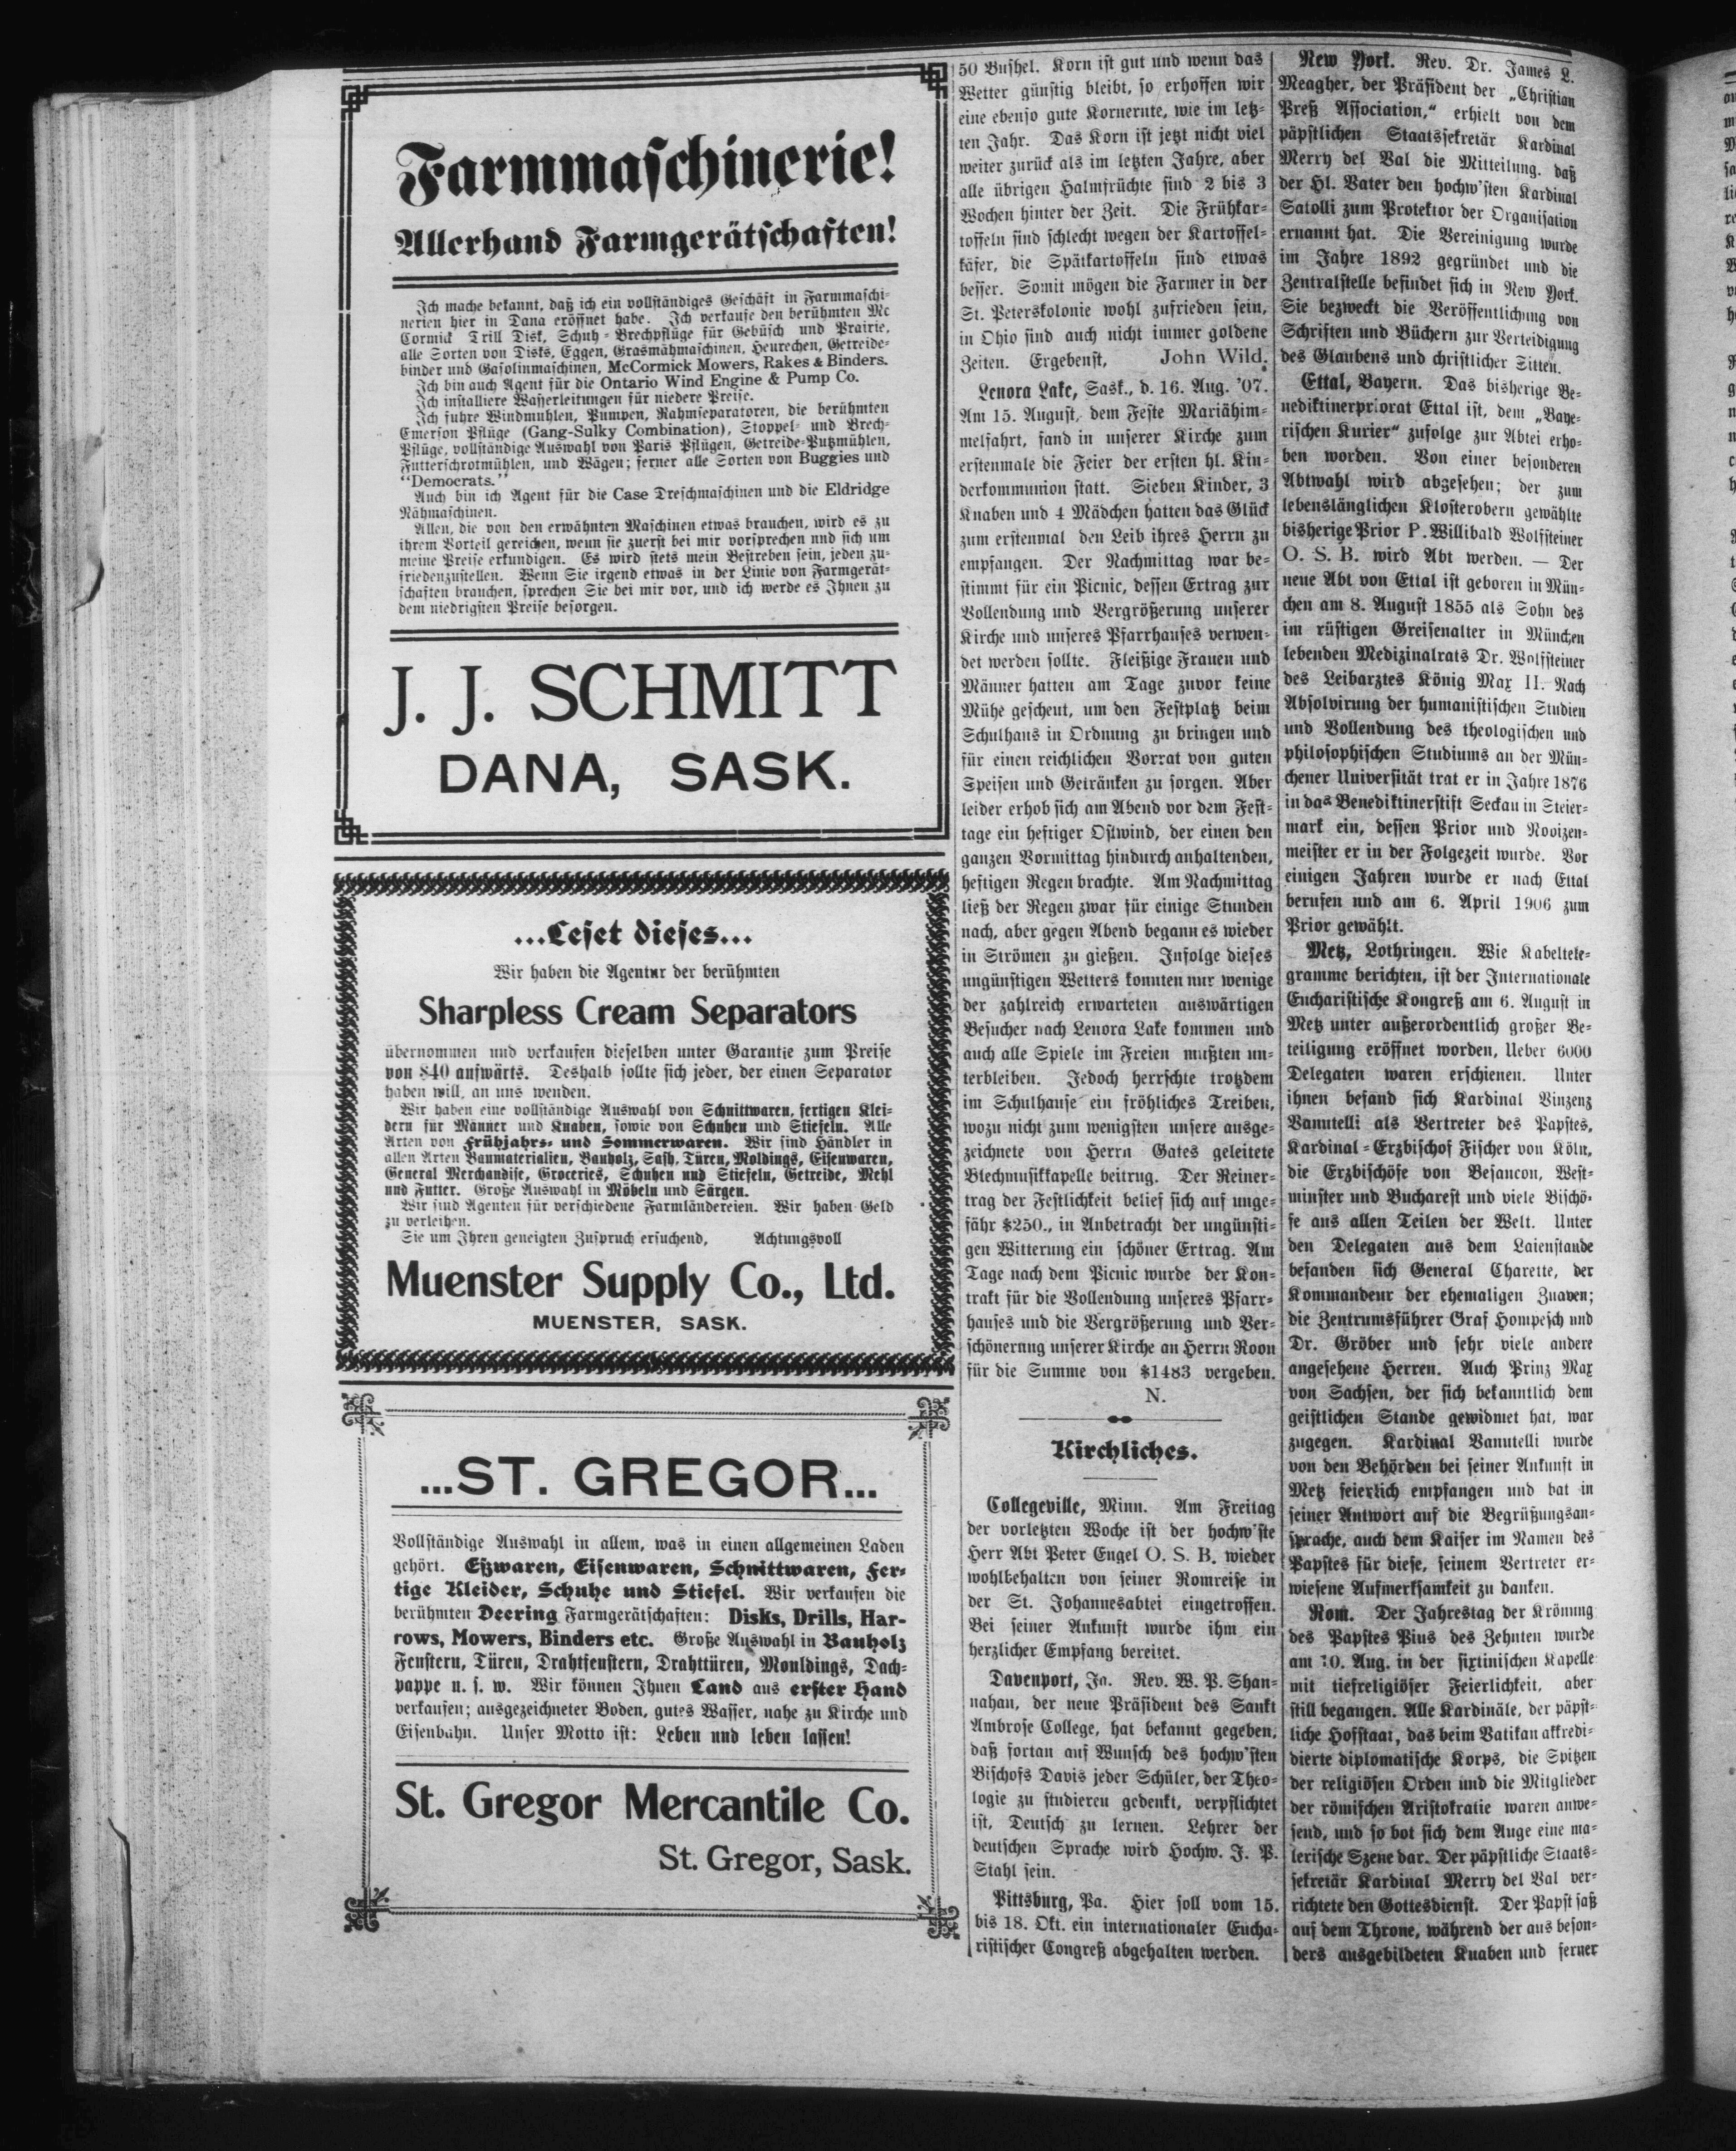 Farmmaschinerie!
Allerhand Farmgerätschaften!
Ich mache bekannt, daß ich ein vollständiges Geschäft in Farmmaschi-
nerien hier in Dana eröffnet habe. Ich verkaufe den berühmten Mc
Cormick Drill Disk, Schuh-Brechpflüge für Gebüsch und Prairie,
alle Sorten von Disks, Eggen, Grasmähmaschinen, Heurechen, Getreide-
binder und Gasolinmaschinen, McCormick Mowers, Rakes & Binders.
Ich bin auch Agent für die Ontario Wind Engine & Pump Co.
Ich installiere Wasserleitungen für niedere Preise.
Ich führe Windmühlen, Pumpen, Rahmseparatoren, die berühmten
Emerson Pflüge (Gang-Sulky Combination), Stoppel- und Brech-
Pflüge, vollständige Auswahl von Paris Pflügen, Getreide-Putzmühlen,
Futterschrotmühlen, und Wägen; ferner alle Sorten von Buggies und
“Democrats.”
Auch bin ich Agent für die Case Dreschmaschinen und die Eldridge
Nähmaschinen.
Allen, die von den erwähnten Maschinen etwas brauchen, wird es zu
ihrem Vorteil gereichen, wenn sie zuerst bei mir vorsprechen und sich um
meine Preise erkundigen. Es wird stets mein Bestreben sein, jeden zu-
friedenzustellen. Wenn Sie irgend etwas in der Linie von Farmgerät-
schaften brauchen, sprechen Sie bei mir vor, und ich werde es Ihnen zu
dem niedrigsten Preise besorgen.
J. J. SCHMITT
DANA, SASK.
...Leset dieses...
Wir haben die Agentur der berühmten
Sharpless Cream Separators
übernommen und verkaufen dieselben unter Garantie zum Preise
von $40 aufwärts. Deshalb sollte sich jeder, der einen Separator
haben will, an uns wenden.
Wir haben eine vollständige Auswahl von Schnittwaren, fertigen Klei-
dern für Männer und Knaben, sowie von Schuhen und Stiefeln. Alle
Arten von Frühjahrs- und Sommerwaren. Wir sind Händler in
allen Arten Baumaterialien, Bauholz, Sash, Türen, Moldings, Eisenwaren,
General Merchandise, Groceries, Schuhen und Stiefeln, Getreide, Mehl
und Futter. Große Auswahl in Möbeln und Särgen.
Wir sind Agenten für verschiedene Farmländereien. Wir haben Geld
zu verleihen.
Sie um Ihren geneigten Zuspruch ersuchend, Achtungsvoll
Muenster Supply Co., Ltd.
MUENSTER, SASK.
...ST. GREGOR...
Vollständige Auswahl in allem, was in einen allgemeinen Laden
gehört. Eßwaren, Eisenwaren, Schnittwaren, Fer-
tige Kleider, Schuhe und Stiefel. Wir verkaufen die
berühmten Deering Farmgerätschaften: Disks, Drills, Har-
rows, Mowers, Binders etc. Große Auswahl in Bauholz
Fenstern, Türen, Drahtfenstern, Drahttüren, Mouldings, Dach-
pappe u. s. w. Wir können Ihnen Land aus erster Hand
verkaufen; ausgezeichneter Boden, gutes Wasser, nahe zu Kirche und
Eisenbahn. Unser Motto ist: Leben und leben lassen!
St. Gregor Mercantile Co.
St. Gregor, Sask.
50 Bushel. Korn ist gut und wenn das
Wetter günstig bleibt, so erhoffen wir
eine ebenso gute Kornernte, wie im letz-
ten Jahr. Das Korn ist jetzt nicht viel
weiter zurück als im letzten Jahre, aber
alle übrigen Halmfrüchte sind 2 bis 3
Wochen hinter der Zeit. Die Frühkar-
toffeln sind schlecht wegen der Kartoffel-
käfer, die Spätkartoffeln sind etwas
besser. Somit mögen die Farmer in der
St. Peterskolonie wohl zufrieden sein,
in Ohio sind auch nicht immer goldene
Zeiten. Ergebenst, John Wild.
Lenora Lake, Sask., d. 16. Aug. ’07.
Am 15. August, dem Feste Mariähim-
melfahrt, fand in unserer Kirche zum
erstenmale die Feier der ersten hl. Kin-
derkommunion statt. Sieben Kinder, 3
Knaben und 4 Mädchen hatten das Glück
zum erstenmal den Leib ihres Herrn zu
empfangen. Der Nachmittag war be-
stimmt für ein Picnic, dessen Ertrag zur
Vollendung und Vergrößerung unserer
Kirche und unseres Pfarrhauses verwen-
det werden sollte. Fleißige Frauen und
Männer hatten am Tage zuvor keine
Mühe gescheut, um den Festplatz beim
Schulhaus in Ordnung zu bringen und
für einen reichlichen Vorrat von guten
Speisen und Getränken zu sorgen. Aber
leider erhob sich am Abend vor dem Fest-
tage ein heftiger Ostwind, der einen den
ganzen Vormittag hindurch anhaltenden,
heftigen Regen brachte. Am Nachmittag
ließ der Regen zwar für einige Stunden
nach, aber gegen Abend begann es wieder
in Strömen zu gießen. Infolge dieses
ungünstigen Wetters konnten nur wenige
der zahlreich erwarteten auswärtigen
Besucher nach Lenora Lake kommen und
auch alle Spiele im Freien mußten un-
terbleiben. Jedoch herrschte trotzdem
im Schulhause ein fröhliches Treiben,
wozu nicht zum wenigsten unsere ausge-
zeichnete von Herrn Gates geleitete
Blechmusikkapelle beitrug. Der Reiner-
trag der Festlichkeit belief sich auf unge-
fähr $250., in Anbetracht der ungünsti-
gen Witterung ein schöner Ertrag. Am
Tage nach dem Picnic wurde der Kon-
trakt für die Vollendung unseres Pfarr-
hauses und die Vergrößerung und Ver-
schönerung unserer Kirche an Herrn Roon
für die Summe von $1483 vergeben.
N.
Kirchliches.
Collegeville, Minn. Am Freitag
der vorletzten Woche ist der hochw’ste
Herr Abt Peter Engel O. S. B. wieder
wohlbehalten von seiner Romreise in
der St. Johannesabtei eingetroffen.
Bei seiner Ankunft wurde ihm ein
herzlicher Empfang bereitet.
Davenport, Ja. Rev. W. P. Shan-
nahan, der neue Präsident des Sankt
Ambrose College, hat bekannt gegeben,
daß fortan auf Wunsch des hochw’sten
Bischofs Davis jeder Schüler, der Theo-
logie zu studieren gedenkt, verpflichtet
ist, Deutsch zu lernen. Lehrer der
deutschen Sprache wird Hochw. J. P.
Stahl sein.
Pittsburg, Pa. Hier soll vom 15.
bis 18. Okt. ein internationaler Eucha-
ristischer Congreß abgehalten werden.
New York. Rev. Dr. James L.
Meagher, der Präsident der „Christian
Preß Association,“ erhielt von dem
päpstlichen Staatssekretär Kardinal
Merry del Val die Mitteilung, daß
der Hl. Vater den hochw’sten Kardinal
Satolli zum Protektor der Organisation
ernannt hat. Die Vereinigung wurde
im Jahre 1892 gegründet und die
Zentralstelle befindet sich in New York.
Sie bezweckt die Veröffentlichung von
Schriften und Büchern zur Verteidigung
des Glaubens und christlicher Sitten.
Ettal, Bayern. Das bisherige Be-
nediktinerpriorat Ettal ist, dem „Baye-
rischen Kurier“ zufolge zur Abtei erho-
ben worden. Von einer besonderen
Abtwahl wird abgesehen; der zum
lebenslänglichen Klosterobern gewählte
bisherige Prior P. Willibald Wolfsteiner
O. S. B. wird Abt werden. — Der
neue Abt von Ettal ist geboren in Mün-
chen am 8. August 1855 als Sohn des
im rüstigen Greisenalter in München
lebenden Medizinalrats Dr. Wolfsteiner
des Leibarztes König Max II. Nach
Absolvirung der humanistischen Studien
und Vollendung des theologischen und
philosophischen Studiums an der Mün-
chener Universität trat er in Jahre 1876
in das Benediktinerstift Seckau in Steier-
mark ein, dessen Prior und Novizen-
meister er in der Folgezeit wurde. Vor
einigen Jahren wurde er nach Ettal
berufen und am 6. April 1906 zum
Prior gewählt.
Metz, Lothringen. Wie Kabeltele-
gramme berichten, ist der Internationale
Eucharistische Kongreß am 6. August in
Metz unter außerordentlich großer Be-
teiligung eröffnet worden, Ueber 6000
Delegaten waren erschienen. Unter
ihnen befand sich Kardinal Vinzenz
Vanutelli als Vertreter des Papstes,
Kardinal-Erzbischof Fischer von Köln,
die Erzbischöfe von Besancon, West-
minster und Bucharest und viele Bischö-
fe aus allen Teilen der Welt. Unter
den Delegaten aus dem Laienstande
befanden sich General Charette, der
Kommandeur der ehemaligen Zuaven;
die Zentrumsführer Graf Hompesch und
Dr. Gröber und sehr viele andere
angesehene Herren. Auch Prinz Max
von Sachsen, der sich bekanntlich dem
geistlichen Stande gewidmet hat, war
zugegen. Kardinal Vanutelli wurde
von den Behörden bei seiner Ankunft in
Metz feierlich empfangen und bat in
seiner Antwort auf die Begrüßungsan-
sprache, auch dem Kaiser im Namen des
Papstes für diese, seinem Vertreter er-
wiesene Aufmerksamkeit zu danken.
Rom. Der Jahrestag der Krönung
des Papstes Pius des Zehnten wurde
am 10. Aug. in der sixtinischen Kapelle
mit tiefreligiöser Feierlichkeit, aber
still begangen. Alle Kardinäle, der päpst-
liche Hofstaat, das beim Vatikan akkredi-
dierte diplomatische Korps, die Spitzen
der religiösen Orden und die Mitglieder
der römischen Aristokratie waren anwe-
send, und so bot sich dem Auge eine ma-
lerische Szene dar. Der päpstliche Staats-
sekretär Kardinal Merry del Val ver-
richtete den Gottesdienst. Der Papst saß
auf dem Throne, während der aus beson-
ders ausgebildeten Knaben und ferner